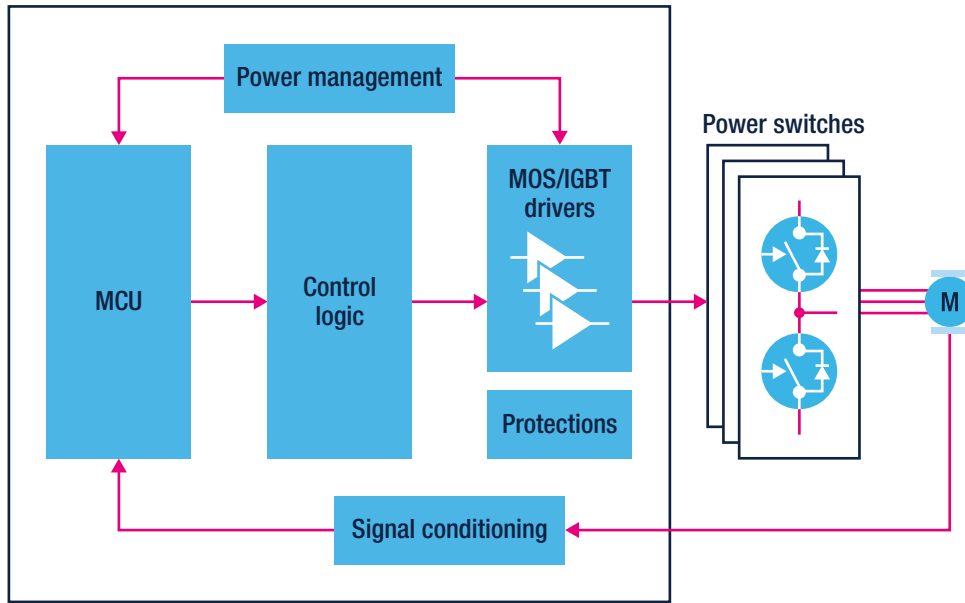 Power management
Power switches
MCU
Control
logic
MOS/IGBT
drivers
M
Protections
Signal conditioning